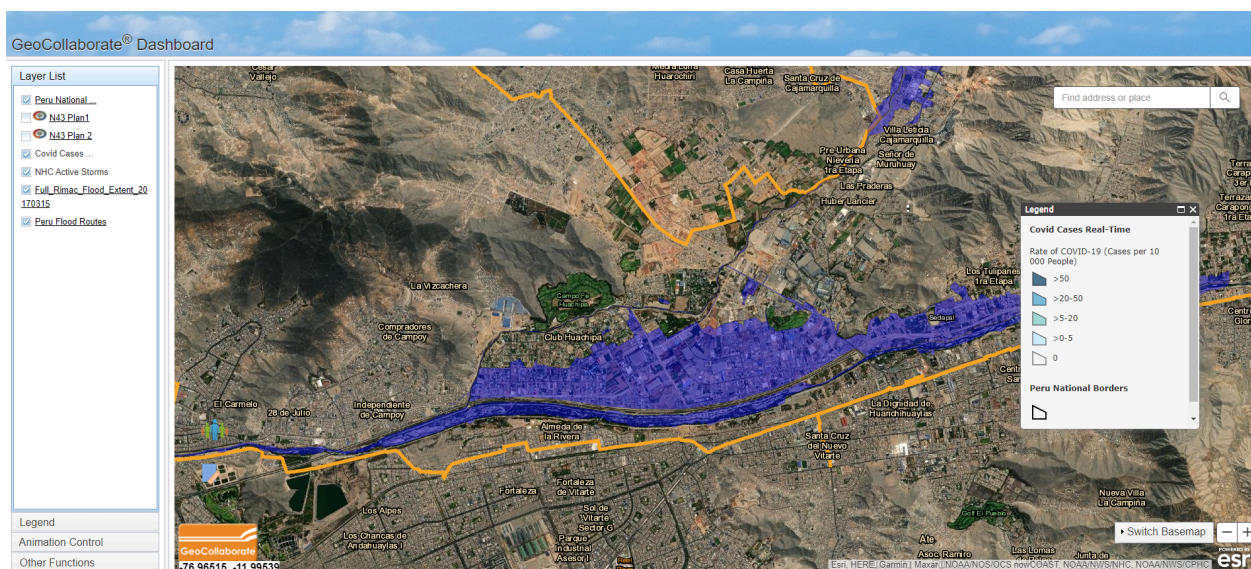 GeoCollaborate® Dashboard
Layer List
Peru National ...
N43 Plan1
N43 Plan 2
Covid Cases ...
NHC Active Storms
Full_Rimac_Flood_Extent_20
170315
Peru Flood Routes
Legend
Animation Control
Other Functions
Cesar
Vallejo
Huarochiri
Casa Huerta
La Campiña
Santa Cruz de
Cajamarquilla
Find address or place
Villa Leticia
Cajamarquilla
Pre Urbana
Nieveria
1ra Etapa
Señor de
Muruhuay
Las Praderas
Huber Lancier
Legend
Covid Cases Real-Time
Rate of COVID-19 (Cases per 10
000 People)
>50
>20-50
>5-20
>0-5
0
Peru National Borders
Los Tulipanes
1ra Etapa
La Vizcachera
Campo Fe
Huachipa
Sedapal
Compradores
de Campoy
Club Huachipa
El Carmelo
28 de Julio
Independiente
de Campoy
La Dignidad de
Huanchihuaylas
Almeda de
la Rivera
Santa Cruz
del Nuevo
Vitarte
Fortaleza
Fortaleza
de Vitarte
Nueva Villa
La Campiña
Los Alpes
Sol de
Vitarte
Sector G
Golf El Pueblo
Switch Basemap
Los Chancas de
Andahuaylas I
Parque
Industrial
Asesor I
Ate
Asoc. Ramiro
Las Lomas
Junta de
GeoCollaborate
-76.96515, -11.99539
Esri, HERE, Garmin | Maxar | NOAA/NOS/OCS nowCOAST, NOAA/NWS/NHC, NOAA/NWS/CPHC
POWERED BY
esri